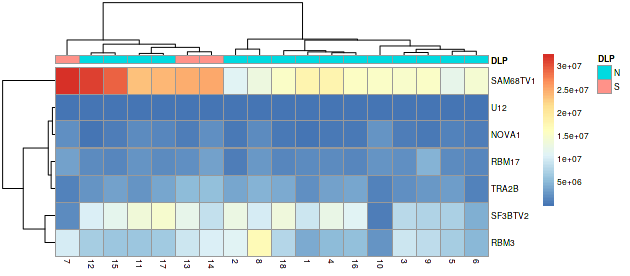 DLP
DLP
N
S
SAM68TV1
U12
NOVA1
RBM17
TRA2B
SF3BTV2
RBM3
3e+07
2.5e+07
2e+07
1.5e+07
1e+07
5e+06
7 12 15 11 17 13 14 2 8 18 1 4 16 10 3 9 5 6